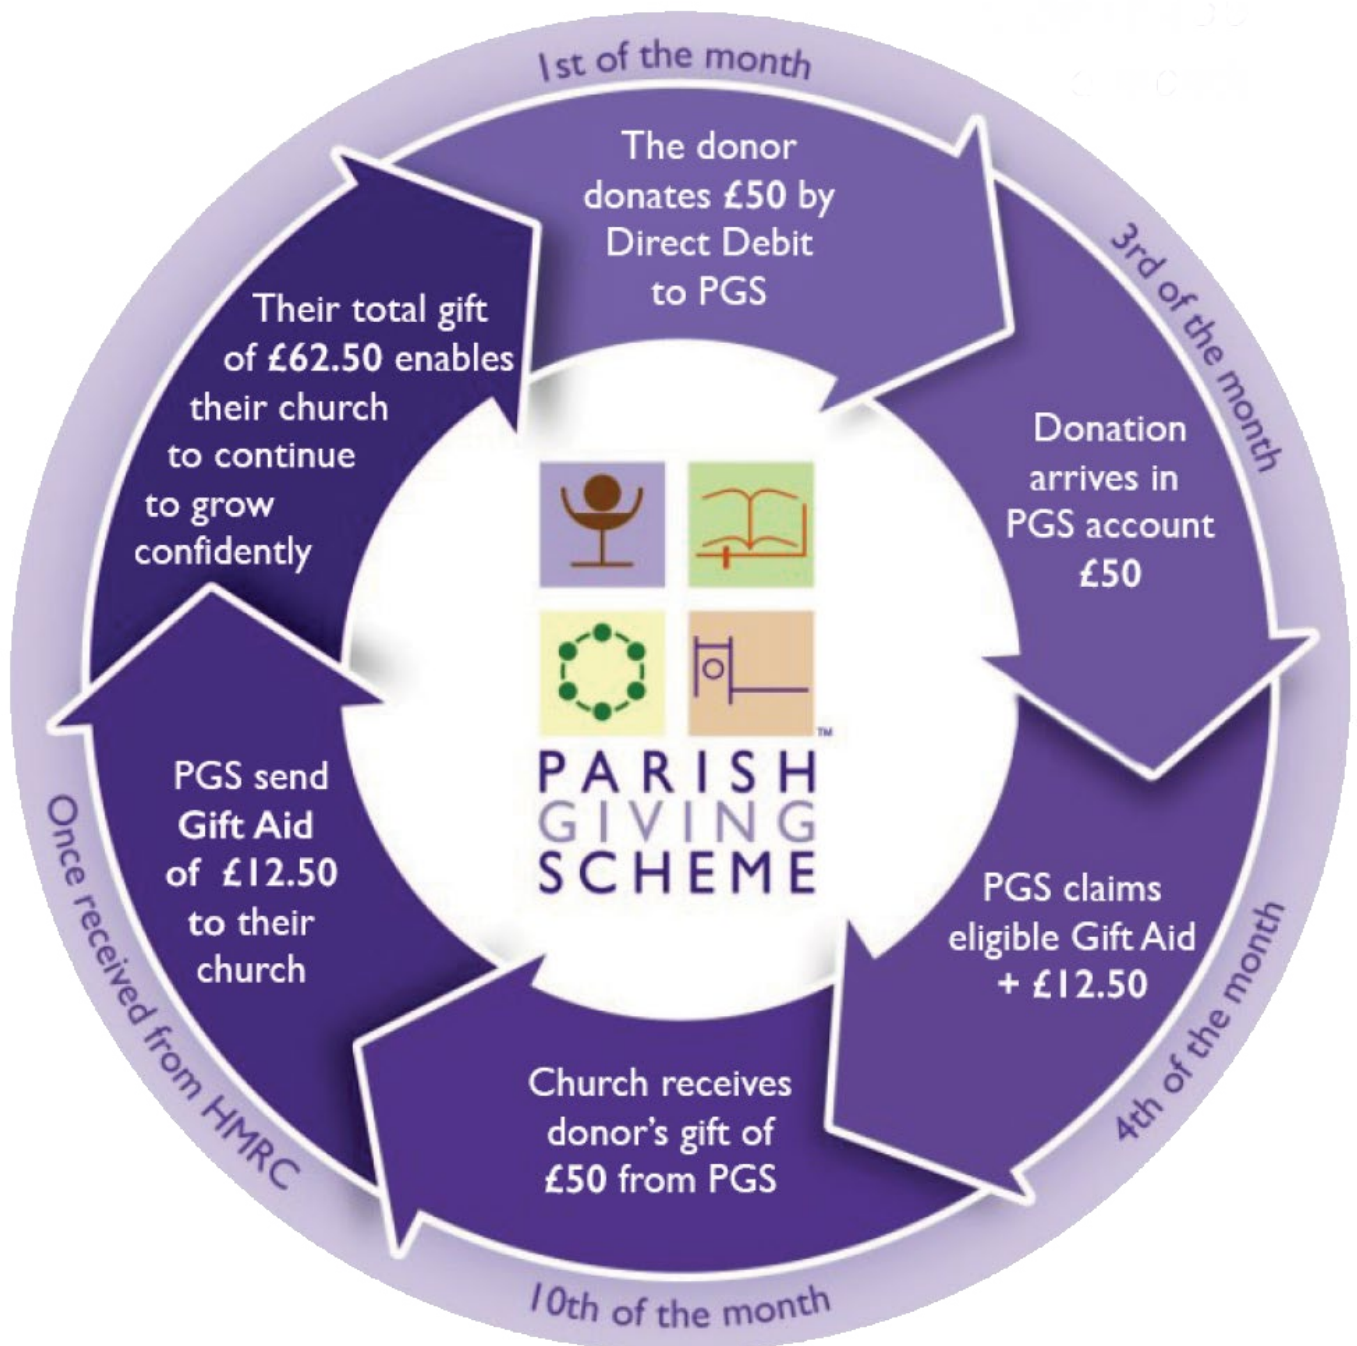 1st of the month
The donor
donates £50 by
Direct Debit
to PGS
3rd of the month
Donation
arrives in
PGS account
£50
4th of the month
PGS claims
eligible Gift Aid
+ £12.50
10th of the month
Church receives
donor's gift of
£50 from PGS
Once received from HMRC
PGS send
Gift Aid
of £12.50
to their
church
Their total gift
of £62.50 enables
their church
to continue
to grow
confidently
TM
PARISH
GIVING
SCHEME